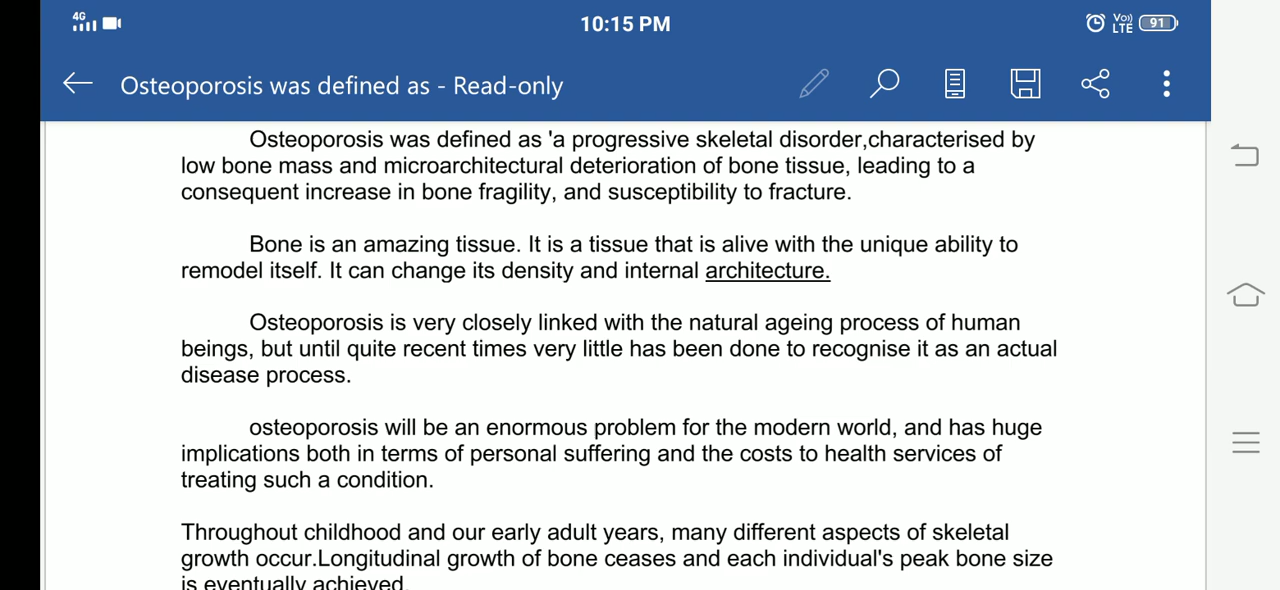 4G
10:15 PM
Vo))
LTE
91
Osteoporosis was defined as - Read-only
Osteoporosis was defined as 'a progressive skeletal disorder,characterised by
low bone mass and microarchitectural deterioration of bone tissue, leading to a
consequent increase in bone fragility, and susceptibility to fracture.
Bone is an amazing tissue. It is a tissue that is alive with the unique ability to
remodel itself. It can change its density and internal architecture.
Osteoporosis is very closely linked with the natural ageing process of human
beings, but until quite recent times very little has been done to recognise it as an actual
disease process.
osteoporosis will be an enormous problem for the modern world, and has huge
implications both in terms of personal suffering and the costs to health services of
treating such a condition.
Throughout childhood and our early adult years, many different aspects of skeletal
growth occur.Longitudinal growth of bone ceases and each individual's peak bone size
is eventually achieved.